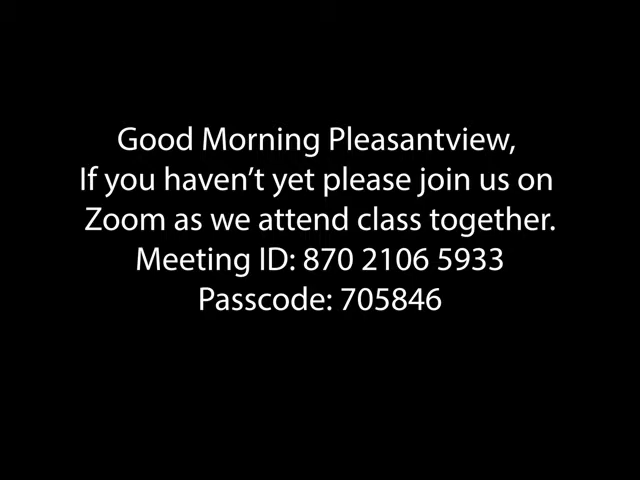 Good Morning Pleasantview,
If you haven’t yet please join us on
Zoom as we attend class together.
Meeting ID: 870 2106 5933
Passcode: 705846